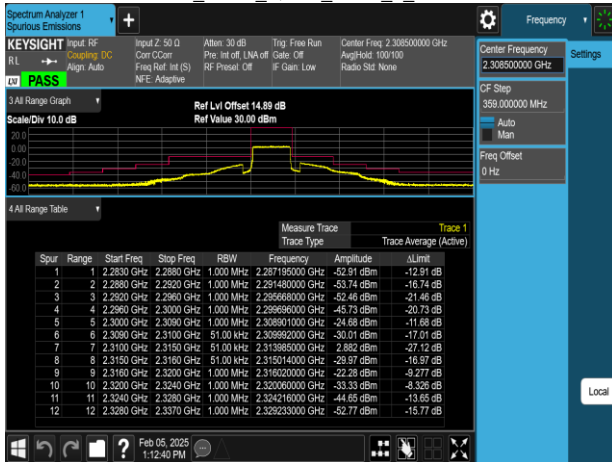 Spectrum Analyzer 1
Spurious Emissions
Frequency
KEYSIGHT Input: RF Input Z: 50 Ω Atten: 30 dB Trig: Free Run Center Freq: 2.308500000 GHz
RL Coupling: DC Corr CCorr Pre: Int off, LNA off Gate: Off Avg|Hold: 100/100
Align: Auto Freq Ref: Int (S) RF Preset: Off IF Gain: Low Radio Std: None
LXI PASS NFE: Adaptive
Center Frequency
2.308500000 GHz
Settings
CF Step
359.000000 MHz
Auto
Man
Freq Offset
0 Hz
Local
3 All Range Graph
Scale/Div 10.0 dB
Ref Lvl Offset 14.89 dB
Ref Value 30.00 dBm
20.0
0.00
-20.0
-40.0
-60.0
4 All Range Table
Measure Trace Trace 1
Trace Type Trace Average (Active)
Spur Range Start Freq Stop Freq RBW Frequency Amplitude ΔLimit
1 1 2.2830 GHz 2.2880 GHz 1.000 MHz 2.287195000 GHz -52.91 dBm -12.91 dB
2 2 2.2880 GHz 2.2920 GHz 1.000 MHz 2.291480000 GHz -53.74 dBm -16.74 dB
3 3 2.2920 GHz 2.2960 GHz 1.000 MHz 2.295668000 GHz -52.46 dBm -21.46 dB
4 4 2.2960 GHz 2.3000 GHz 1.000 MHz 2.299696000 GHz -45.73 dBm -20.73 dB
5 5 2.3000 GHz 2.3090 GHz 1.000 MHz 2.308901000 GHz -24.68 dBm -11.68 dB
6 6 2.3090 GHz 2.3100 GHz 51.00 kHz 2.309992000 GHz -30.01 dBm -17.01 dB
7 7 2.3100 GHz 2.3150 GHz 51.00 kHz 2.313985000 GHz 2.882 dBm -27.12 dB
8 8 2.3150 GHz 2.3160 GHz 51.00 kHz 2.315014000 GHz -29.97 dBm -16.97 dB
9 9 2.3160 GHz 2.3200 GHz 1.000 MHz 2.316020000 GHz -22.28 dBm -9.277 dB
10 10 2.3200 GHz 2.3240 GHz 1.000 MHz 2.320060000 GHz -33.33 dBm -8.326 dB
11 11 2.3240 GHz 2.3280 GHz 1.000 MHz 2.324216000 GHz -44.65 dBm -13.65 dB
12 12 2.3280 GHz 2.3370 GHz 1.000 MHz 2.329233000 GHz -52.77 dBm -15.77 dB
Feb 05, 2025
1:12:40 PM